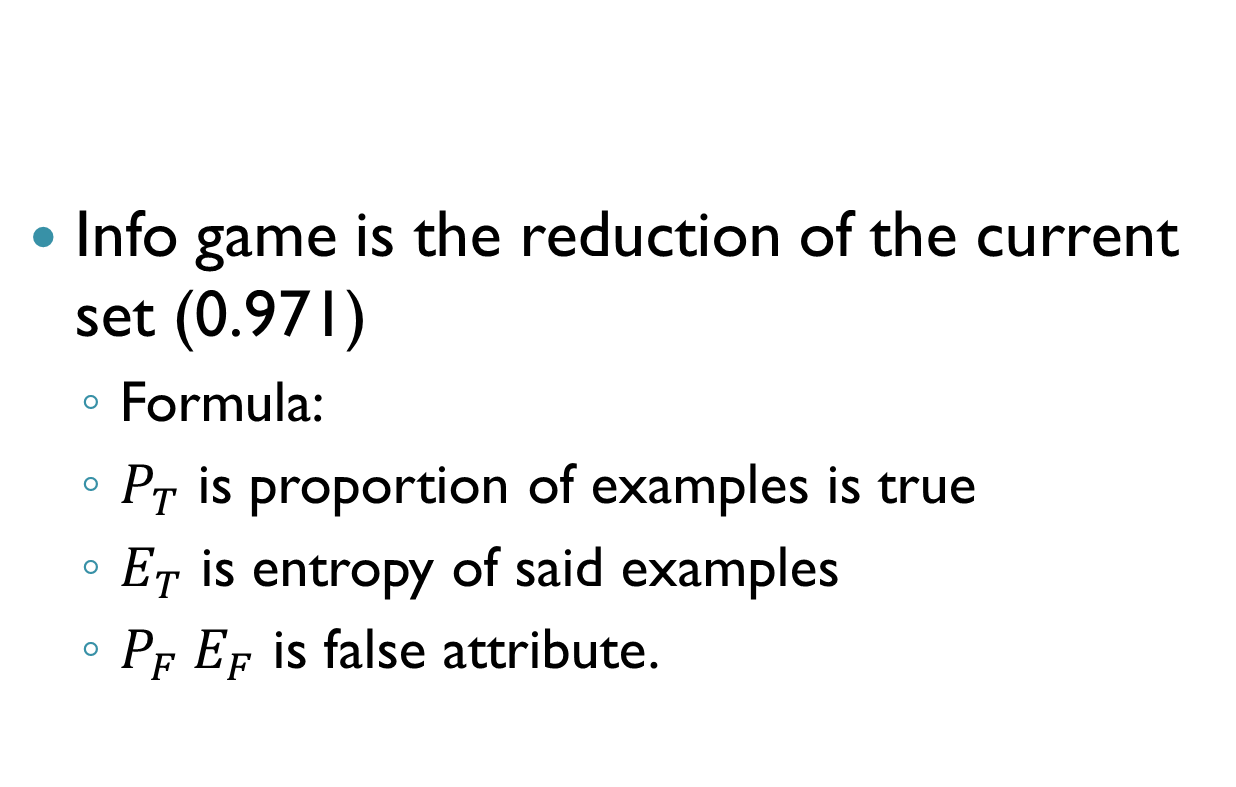 • Info game is the reduction of the current
set (0.971)
◦ Formula:
◦ P_T is proportion of examples is true
◦ E_T is entropy of said examples
◦ P_F E_F is false attribute.